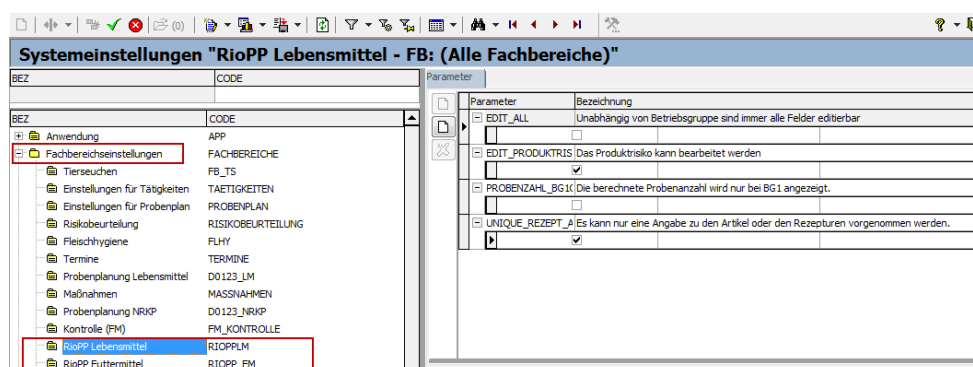 (0)
Systemeinstellungen "RioPP Lebensmittel - FB: (Alle Fachbereiche)"
BEZ CODE
BEZ CODE
Anwendung APP
Fachbereichseinstellungen FACHBEREICHE
Tierseuchen FB_TS
Einstellungen für Tätigkeiten TAETIGKEITEN
Einstellungen für Probenplan PROBENPLAN
Risikobeurteilung RISIKOBEURTEILUNG
Fleischhygiene FLHY
Termine TERMINE
Probenplanung Lebensmittel D0123_LM
Maßnahmen MASSNAHMEN
Probenplanung NRKP D0123_NRKP
Kontrolle (FM) FM_KONTROLLE
RioPP Lebensmittel RIOPPLM
RioPP Futtermittel RIOPP_FM
Parameter
Parameter Bezeichnung
EDIT_ALL Unabhängig von Betriebsgruppe sind immer alle Felder editierbar
EDIT_PRODUKTRIS Das Produktrisiko kann bearbeitet werden
PROBENZAHL_BG1( Die berechnete Probenanzahl wird nur bei BG1 angezeigt.
UNIQUE_REZEPT_A Es kann nur eine Angabe zu den Artikel oder den Rezepturen vorgenommen werden.